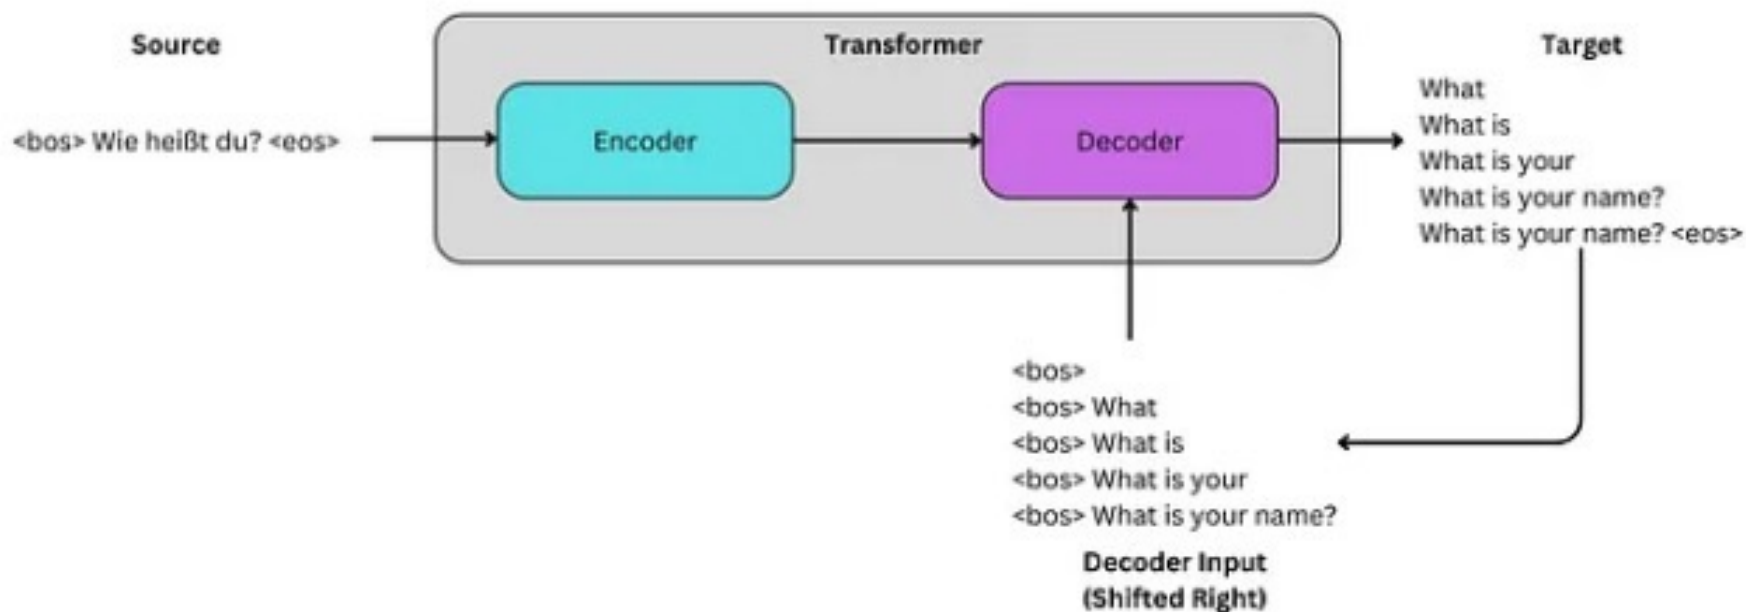 Source
Transformer
Target
<bos> Wie heißt du? <eos>
Encoder
Decoder
What
What is
What is your
What is your name?
What is your name? <eos>
<bos>
<bos> What
<bos> What is
<bos> What is your
<bos> What is your name?
Decoder Input
(Shifted Right)